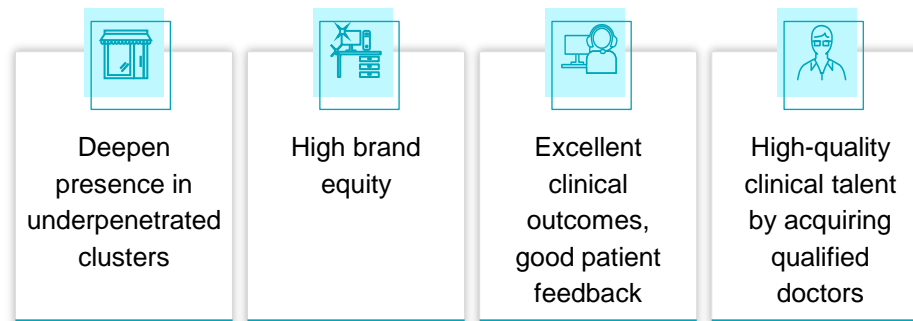 Deepen
presence in
underpenetrated
clusters
High brand
equity
Excellent
clinical
outcomes,
good patient
feedback
High-quality
clinical talent
by acquiring
qualified
doctors